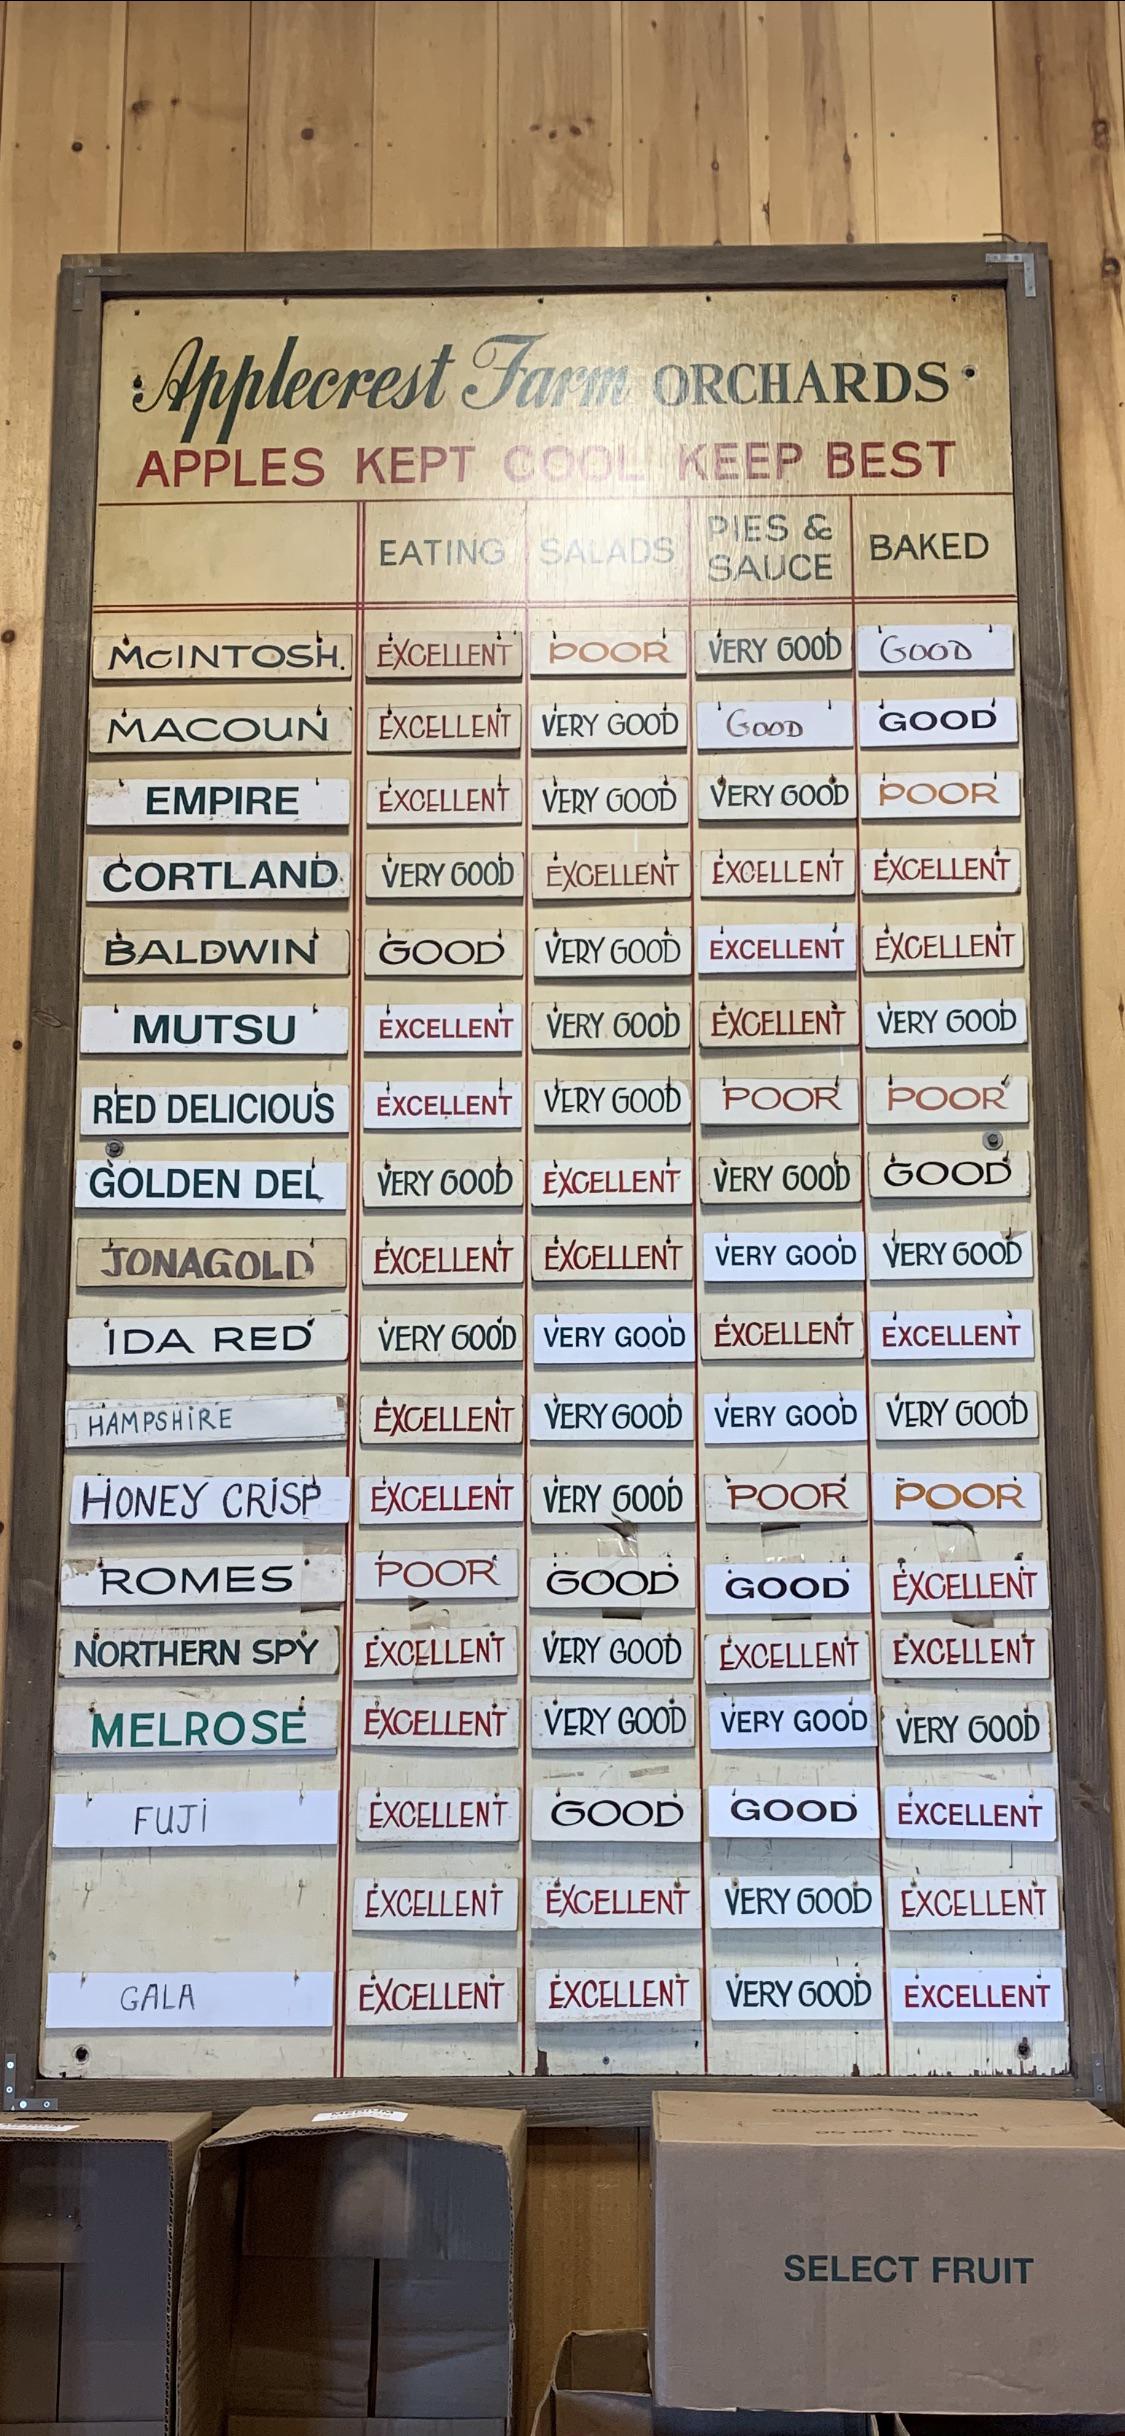 Applecrest Farm ORCHARDS
APPLES KEPT COOL KEEP BEST
EATING SALADS PIES & SAUCE BAKED
McINTOSH. EXCELLENT POOR VERY GOOD GOOD
MACOUN EXCELLENT VERY GOOD GOOD GOOD
EMPIRE EXCELLENT VERY GOOD VERY GOOD POOR
CORTLAND VERY GOOD EXCELLENT EXCELLENT EXCELLENT
BALDWIN GOOD VERY GOOD EXCELLENT EXCELLENT
MUTSU EXCELLENT VERY GOOD EXCELLENT VERY GOOD
RED DELICIOUS EXCELLENT VERY GOOD POOR POOR
GOLDEN DEL VERY GOOD EXCELLENT VERY GOOD GOOD
JONAGOLD EXCELLENT EXCELLENT VERY GOOD VERY GOOD
IDA RED VERY GOOD VERY GOOD EXCELLENT EXCELLENT
HAMPSHIRE EXCELLENT VERY GOOD VERY GOOD VERY GOOD
HONEY CRISP EXCELLENT VERY GOOD POOR POOR
ROMES POOR GOOD GOOD EXCELLENT
NORTHERN SPY EXCELLENT VERY GOOD EXCELLENT EXCELLENT
MELROSE EXCELLENT VERY GOOD VERY GOOD VERY GOOD
FUJI EXCELLENT GOOD GOOD EXCELLENT
EXCELLENT EXCELLENT VERY GOOD EXCELLENT
GALA EXCELLENT EXCELLENT VERY GOOD EXCELLENT
KEEP REFRIGERATED
DO NOT BRUISE
SELECT FRUIT